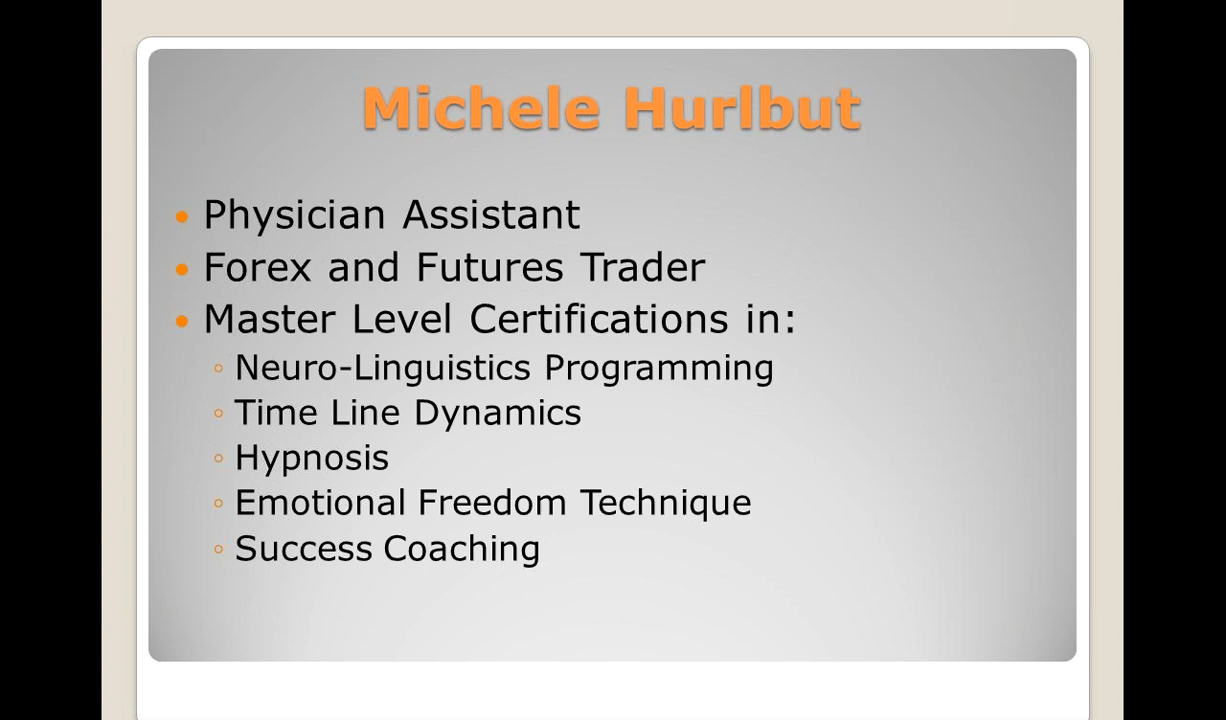 Michele Hurlbut
• Physician Assistant
• Forex and Futures Trader
• Master Level Certifications in:
◦ Neuro-Linguistics Programming
◦ Time Line Dynamics
◦ Hypnosis
◦ Emotional Freedom Technique
◦ Success Coaching